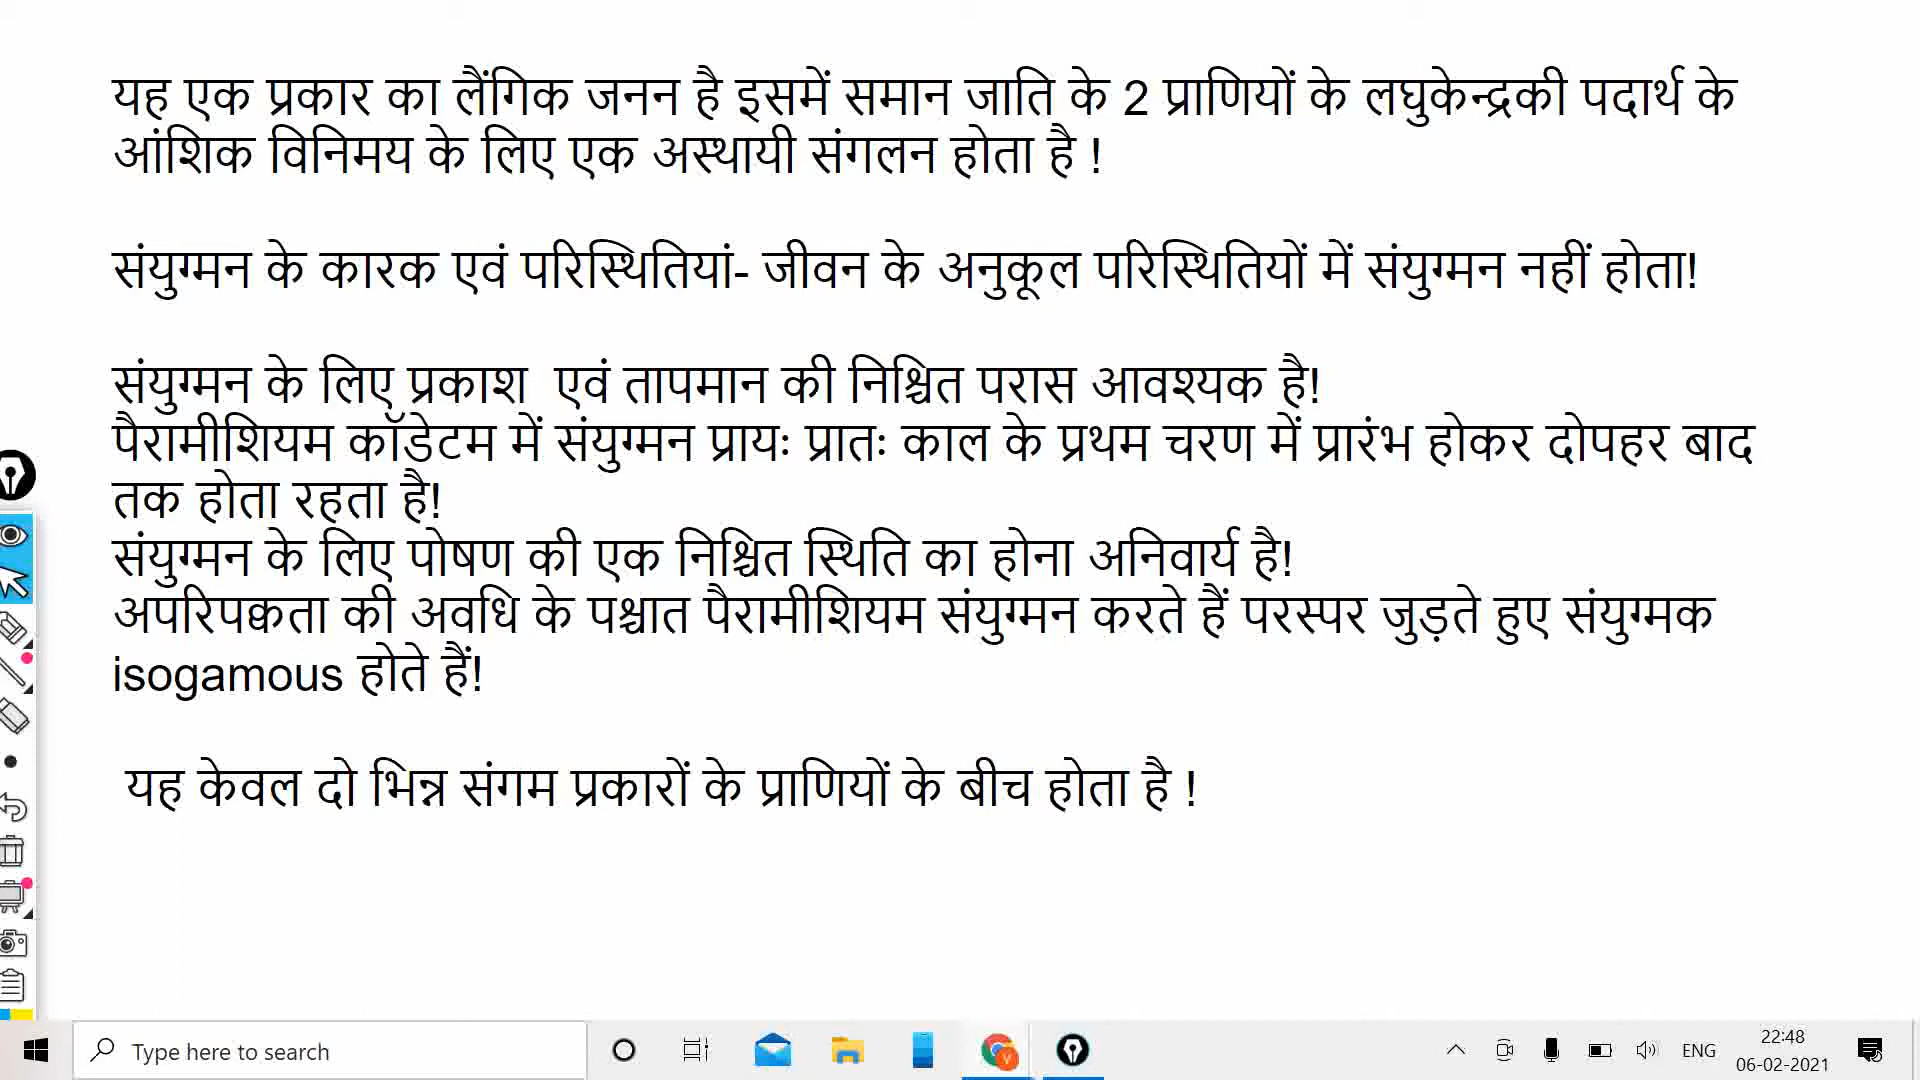 यह एक प्रकार का लैंगिक जनन है इसमें समान जाति के 2 प्राणियों के लघुकेन्द्रकी पदार्थ के
आंशिक विनिमय के लिए एक अस्थायी संगलन होता है !
संयुग्मन के कारक एवं परिस्थितियां- जीवन के अनुकूल परिस्थितियों में संयुग्मन नहीं होता!
संयुग्मन के लिए प्रकाश एवं तापमान की निश्चित परास आवश्यक है!
पैरामीशियम कॉडेटम में संयुग्मन प्रायः प्रातः काल के प्रथम चरण में प्रारंभ होकर दोपहर बाद
तक होता रहता है!
संयुग्मन के लिए पोषण की एक निश्चित स्थिति का होना अनिवार्य है!
अपरिपक्वता की अवधि के पश्चात पैरामीशियम संयुग्मन करते हैं परस्पर जुड़ते हुए संयुग्मक
isogamous होते हैं!
यह केवल दो भिन्न संगम प्रकारों के प्राणियों के बीच होता है !
Type here to search
V
ENG
22:48
06-02-2021